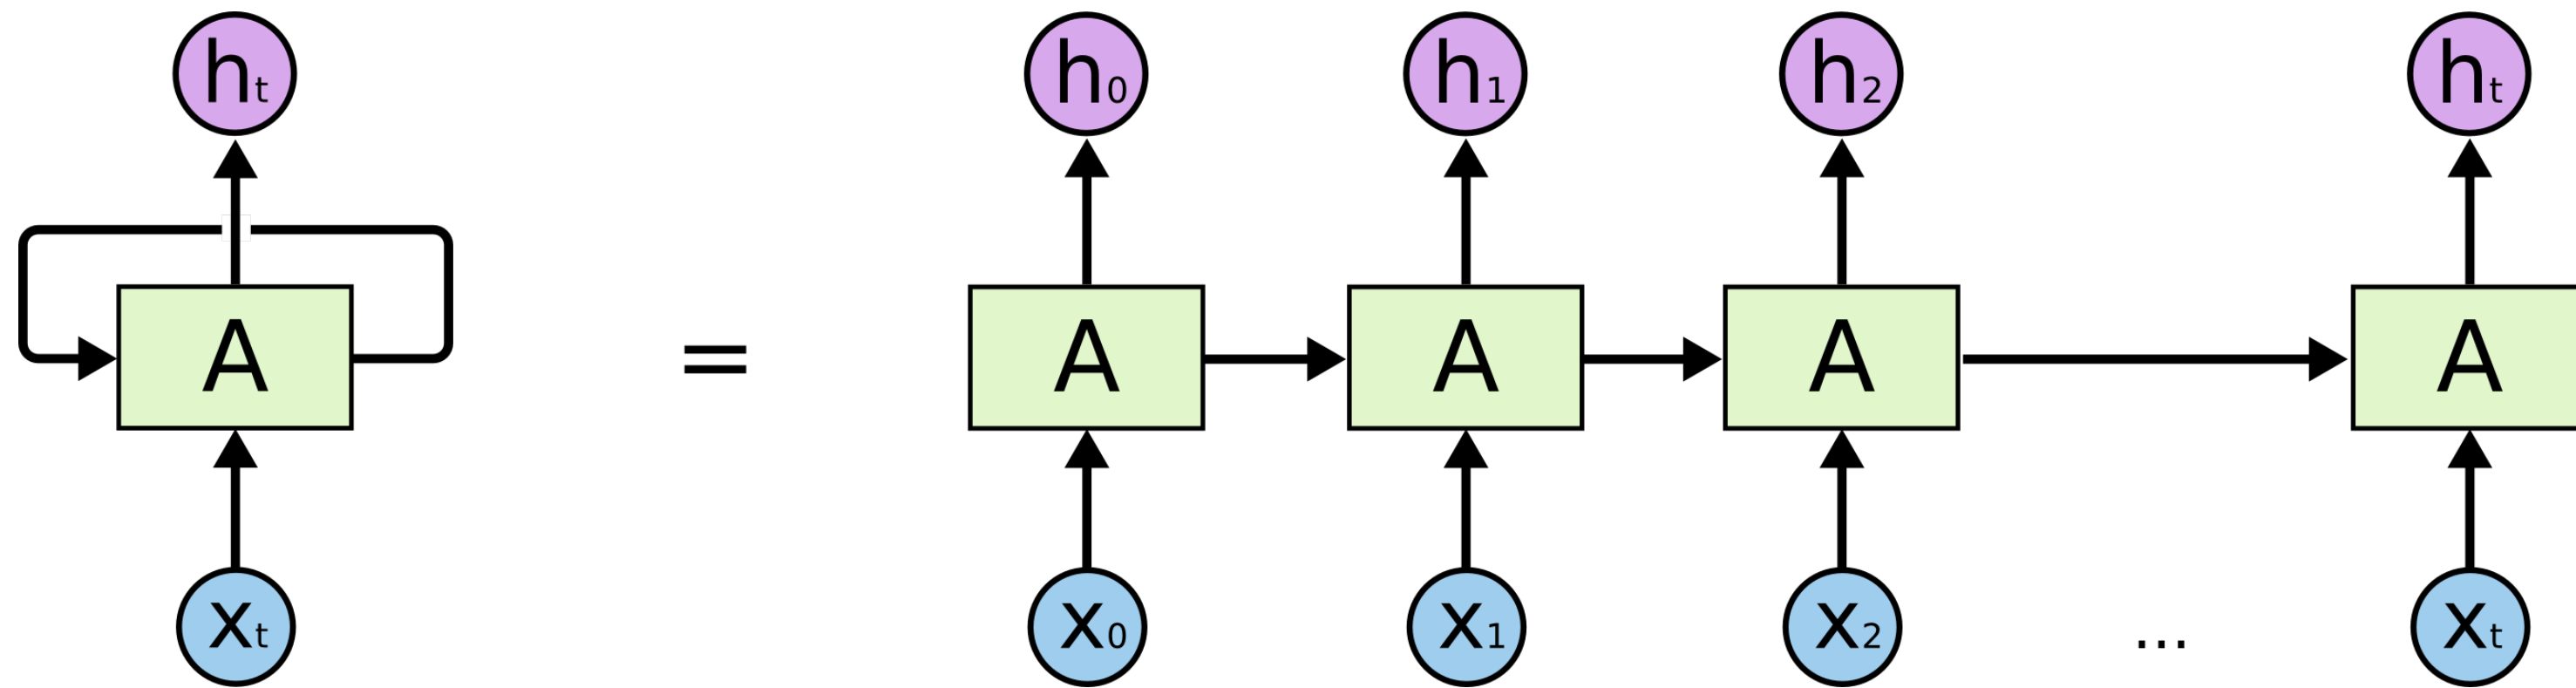 ht h0 h1 h2 ht
A = A A A A
xt x0 x1 x2 ... xt